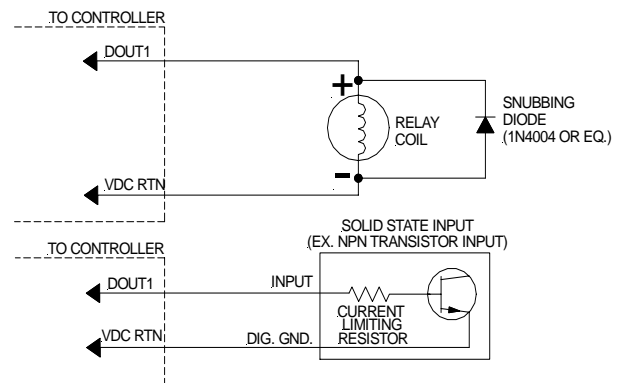 TO CONTROLLER
DOUT1
+
RELAY
COIL
SNUBBING
DIODE
(1N4004 OR EQ.)
-
VDC RTN
SOLID STATE INPUT
(EX. NPN TRANSISTOR INPUT)
TO CONTROLLER
DOUT1
INPUT
CURRENT
LIMITING
RESISTOR
VDC RTN
DIG. GND.